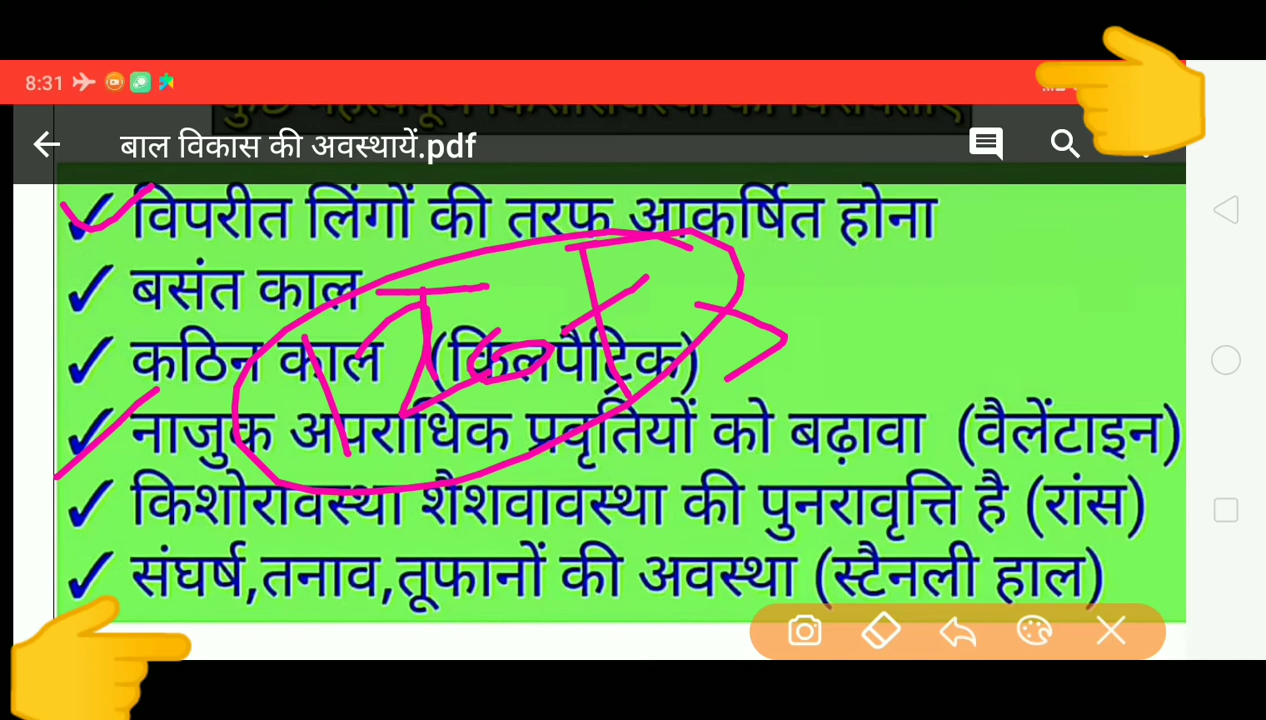 8:31
बाल विकास की अवस्थायें.pdf
विपरीत लिंगों की तरफ आकर्षित होना
बसंत काल
कठिन काल (किलपैट्रिक)
नाजुक अपराधिक प्रवृतियों को बढ़ावा (वैलेंटाइन)
किशोरावस्था शैशवावस्था की पुनरावृत्ति है (रांस)
संघर्ष,तनाव,तूफानों की अवस्था (स्टैनली हाल)